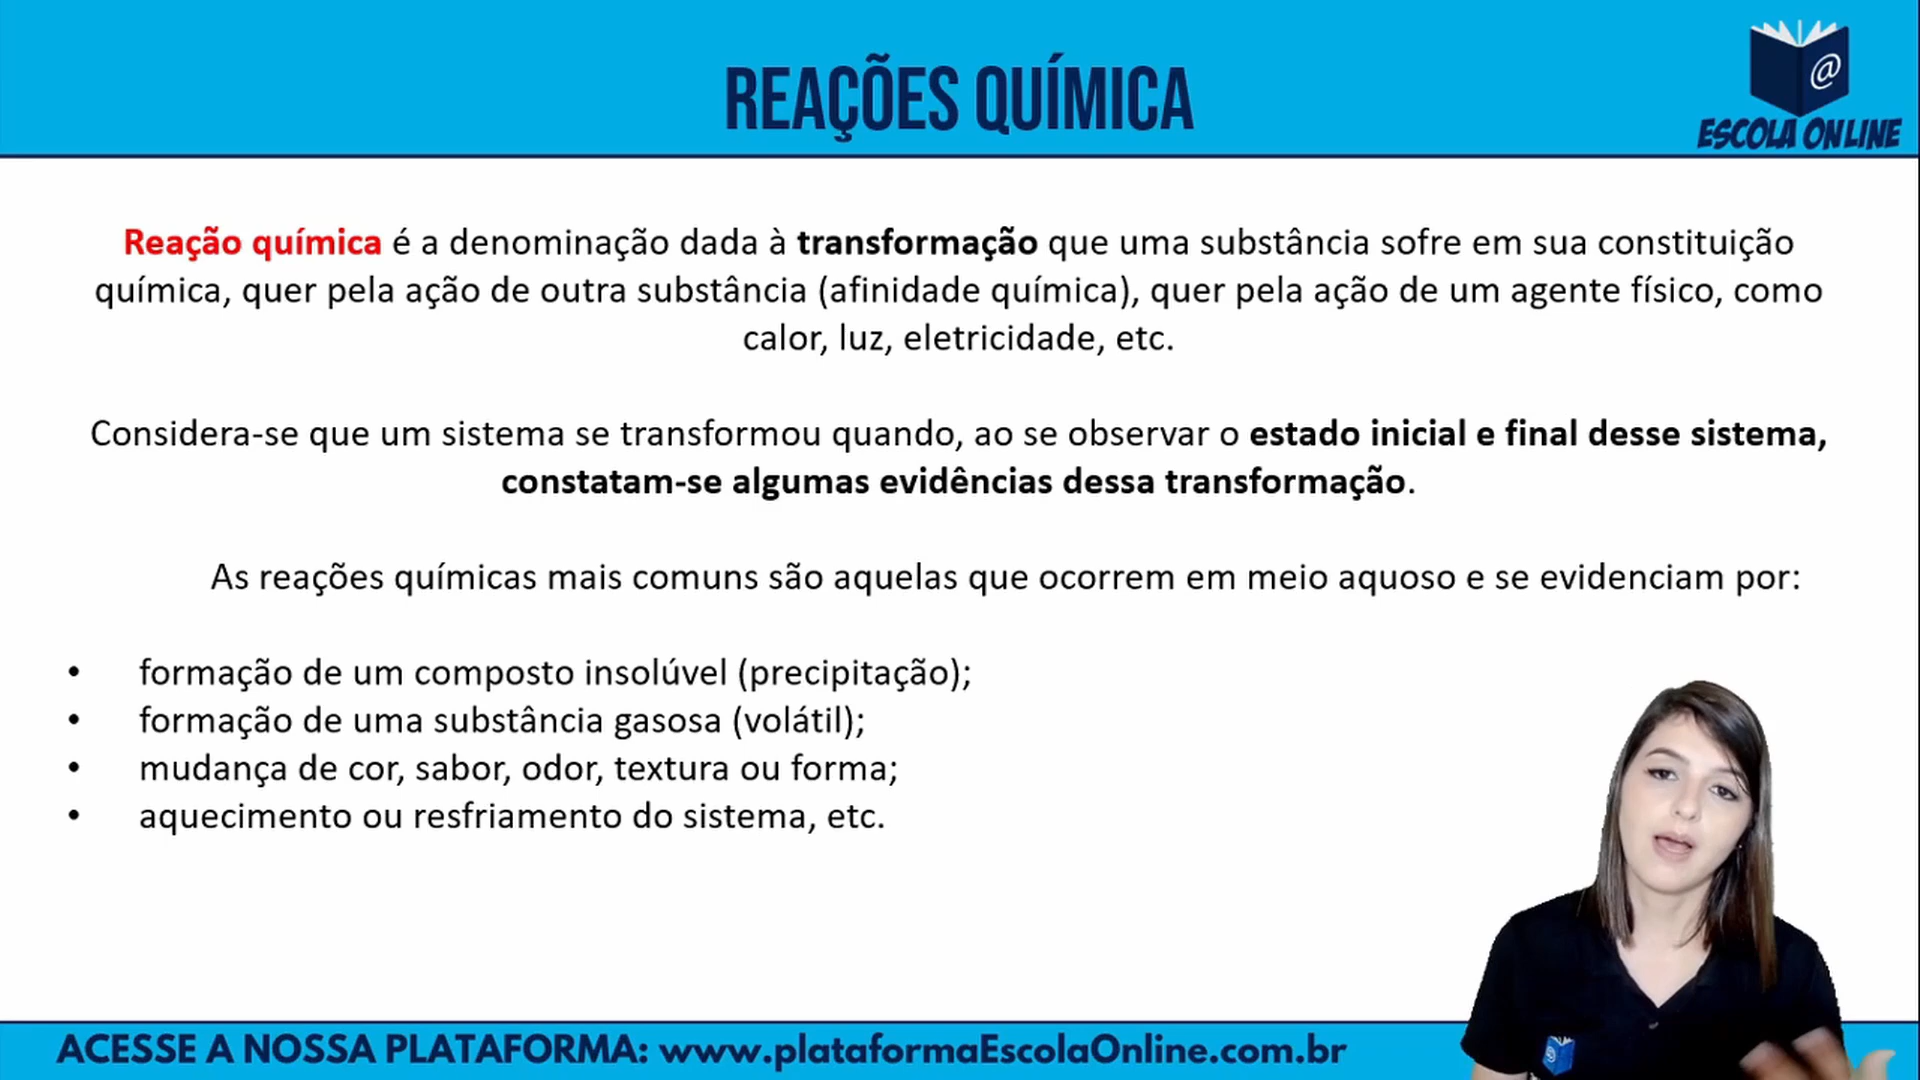 REAÇÕES QUÍMICA
@
ESCOLA ONLINE
Reação química é a denominação dada à transformação que uma substância sofre em sua constituição
química, quer pela ação de outra substância (afinidade química), quer pela ação de um agente físico, como
calor, luz, eletricidade, etc.
Considera-se que um sistema se transformou quando, ao se observar o estado inicial e final desse sistema,
constatam-se algumas evidências dessa transformação.
As reações químicas mais comuns são aquelas que ocorrem em meio aquoso e se evidenciam por:
• formação de um composto insolúvel (precipitação);
• formação de uma substância gasosa (volátil);
• mudança de cor, sabor, odor, textura ou forma;
• aquecimento ou resfriamento do sistema, etc.
ACESSE A NOSSA PLATAFORMA: www.plataformaEscolaOnline.com.br